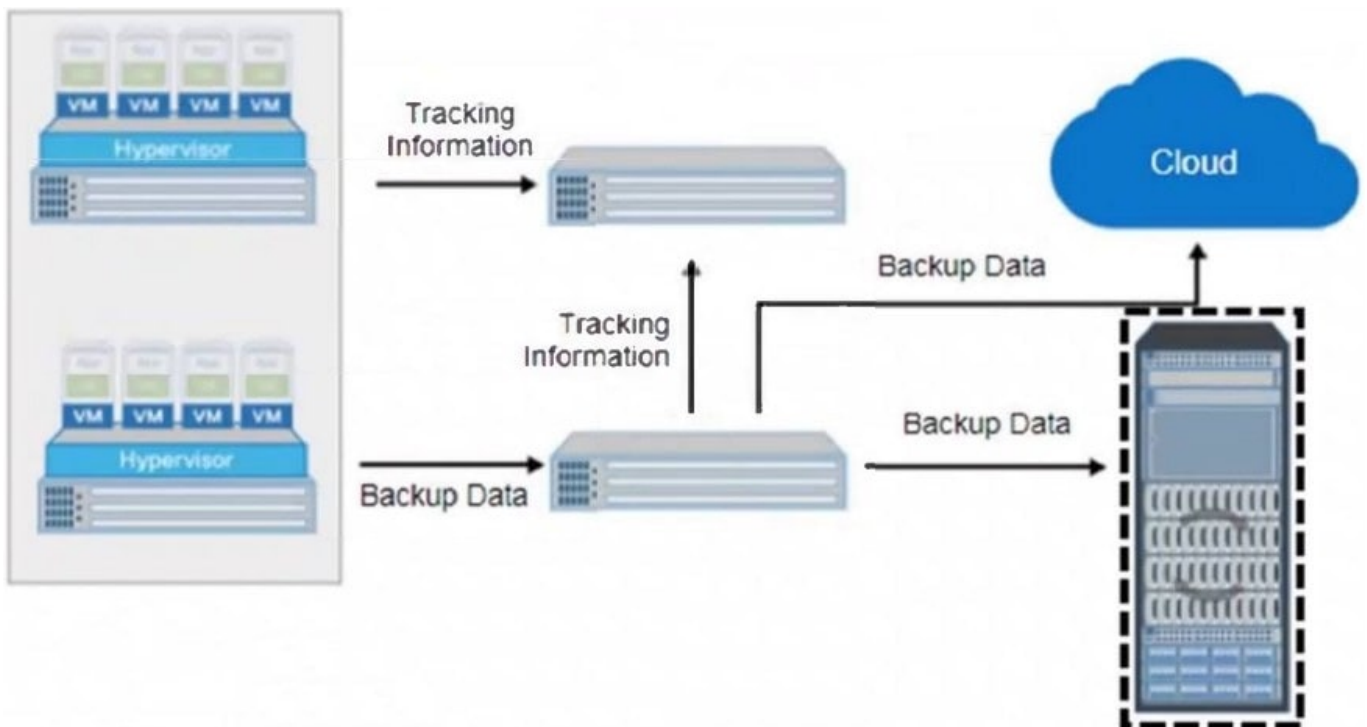 VM VM VM VM
Hypervisor
VM VM VM VM
Hypervisor
Tracking
Information
Tracking
Information
Backup Data
Backup Data
Backup Data
Cloud